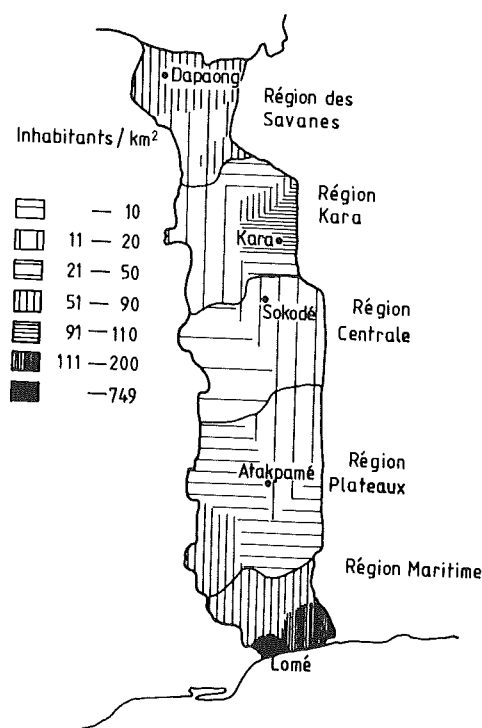 Dapaong
Région des
Savanes
Inhabitants / km²
Région
Kara
— 10
11 — 20
21 — 50
51 — 90
91 — 110
111 — 200
— 749
Kara
Sokodé
Région
Centrale
Atakpamé
Région
Plateaux
Région Maritime
Lomé